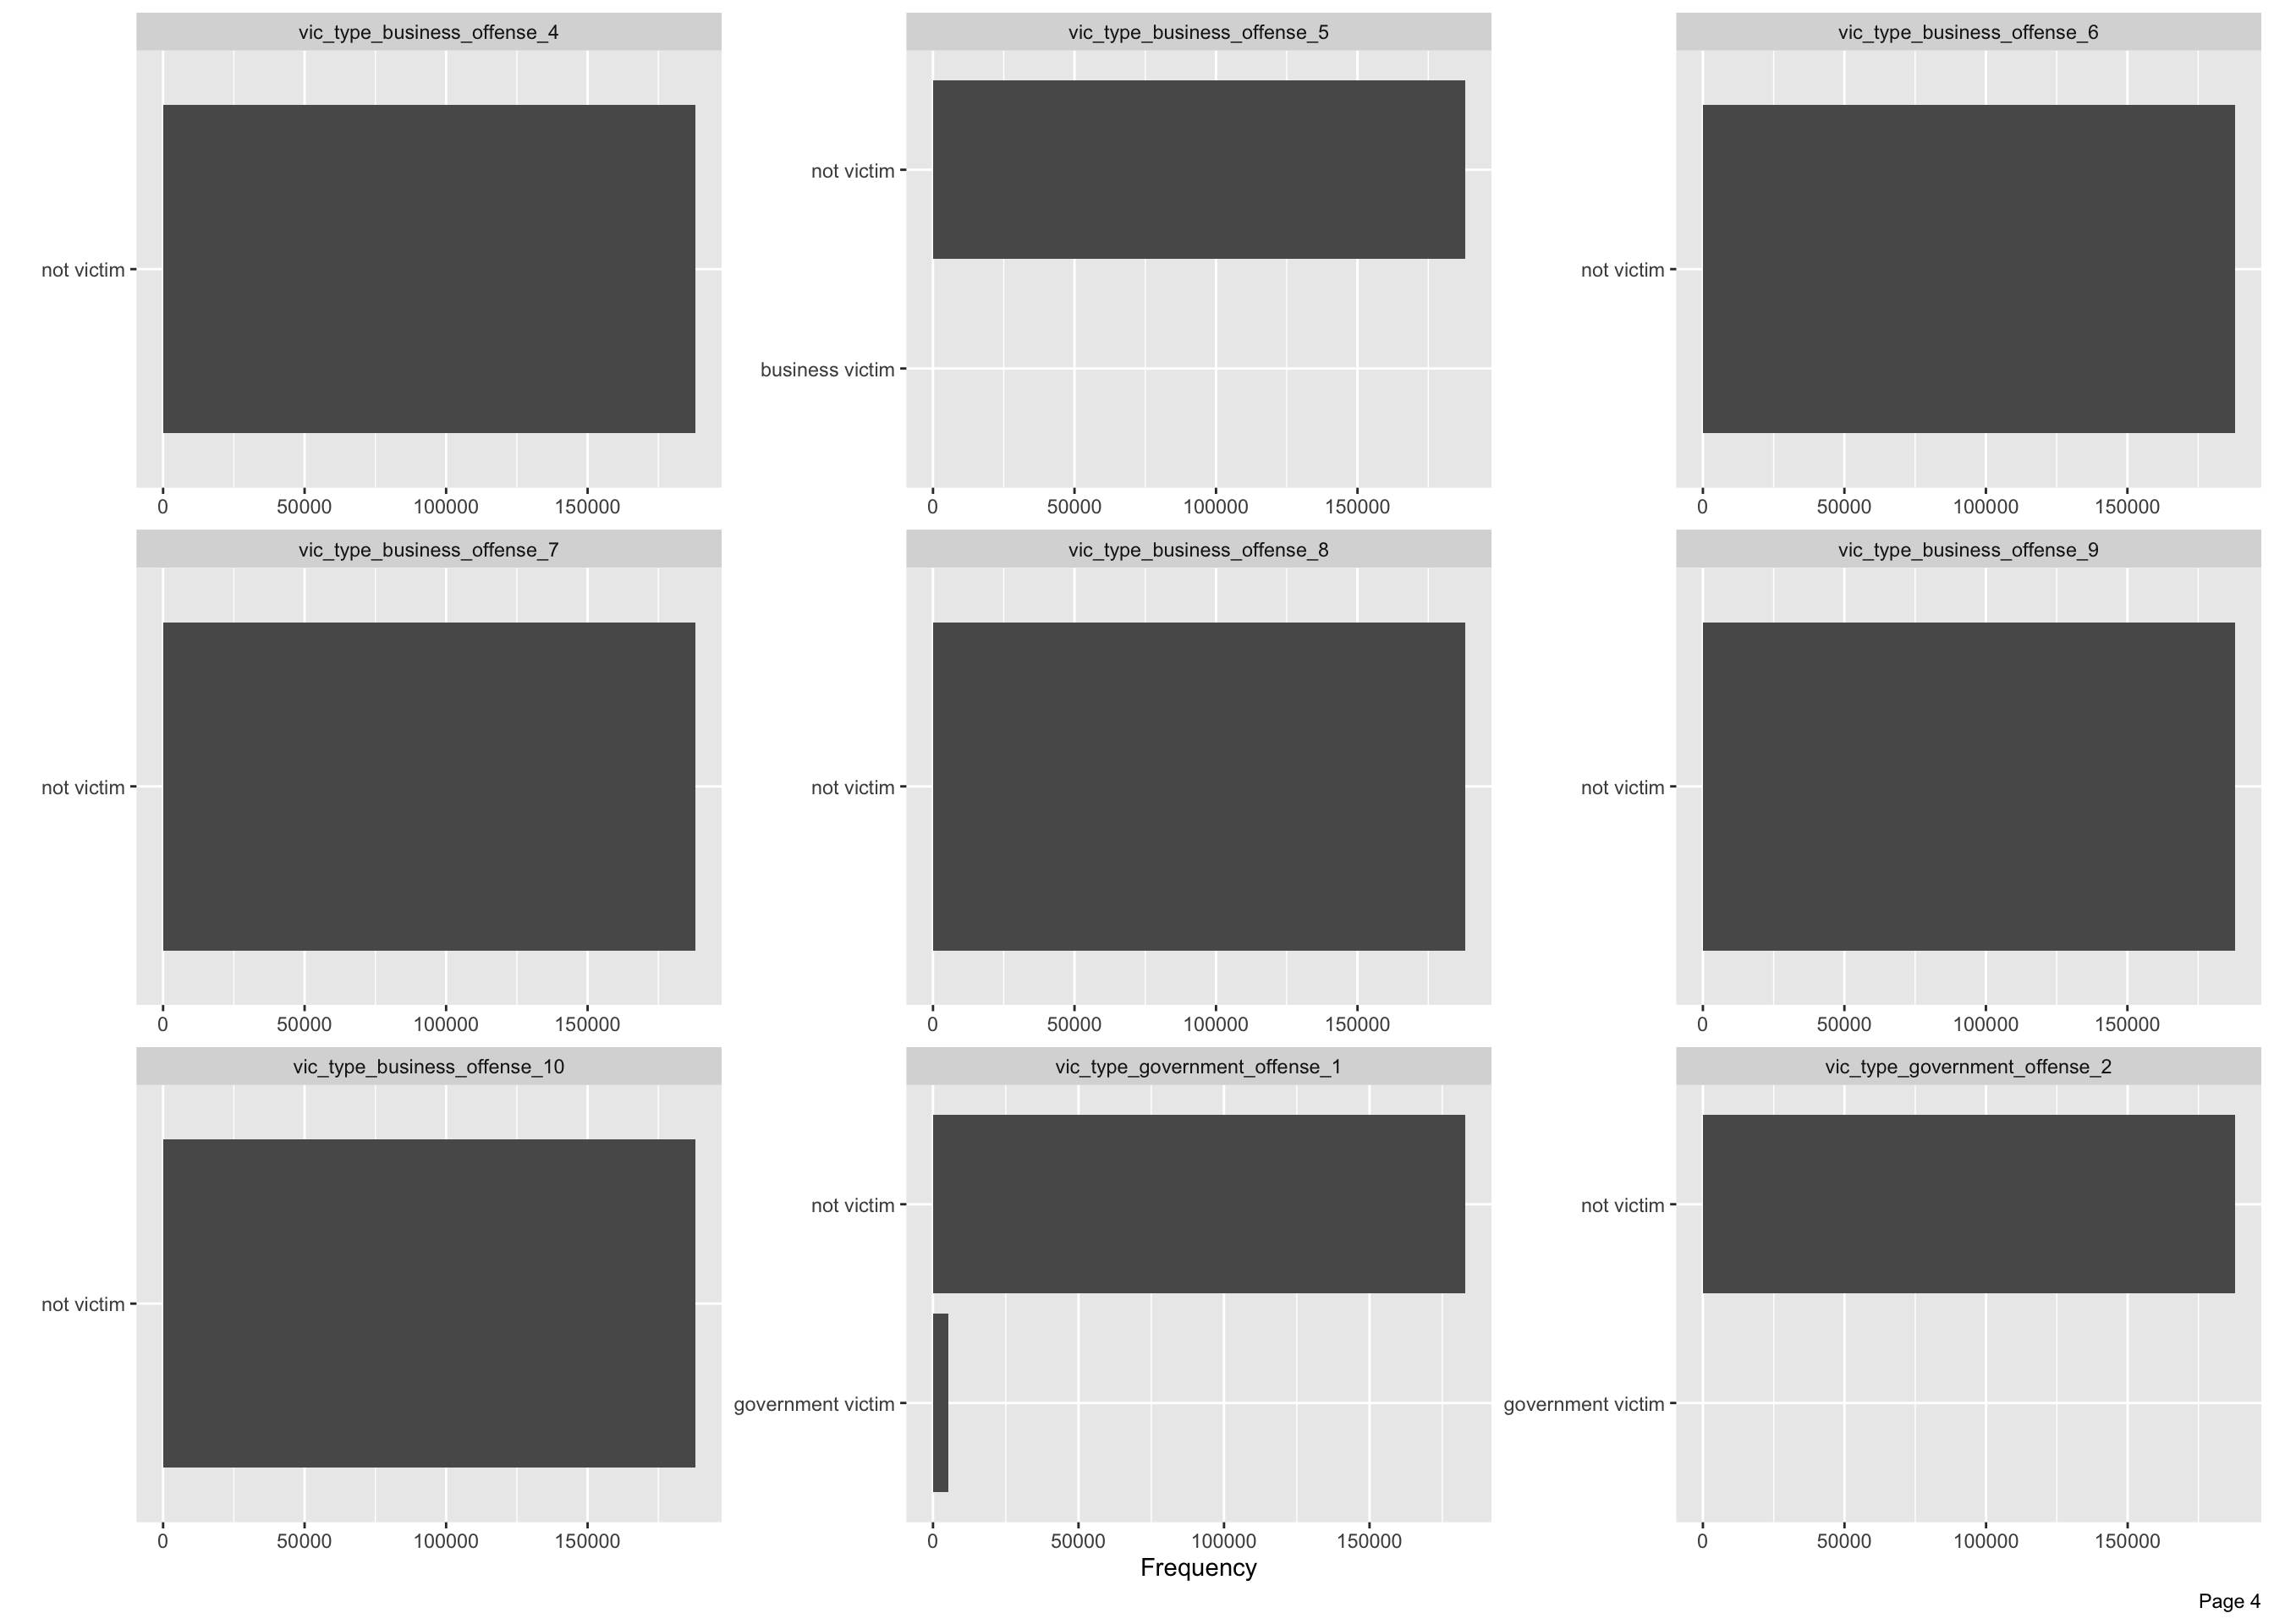 vic_type_business_offense_4
not victim
0 50000 100000 150000
vic_type_business_offense_5
not victim
business victim
0 50000 100000 150000
vic_type_business_offense_6
not victim
0 50000 100000 150000
vic_type_business_offense_7
not victim
0 50000 100000 150000
vic_type_business_offense_8
not victim
0 50000 100000 150000
vic_type_business_offense_9
not victim
0 50000 100000 150000
vic_type_business_offense_10
not victim
0 50000 100000 150000
vic_type_government_offense_1
not victim
government victim
0 50000 100000 150000
vic_type_government_offense_2
not victim
government victim
0 50000 100000 150000
Frequency
Page 4